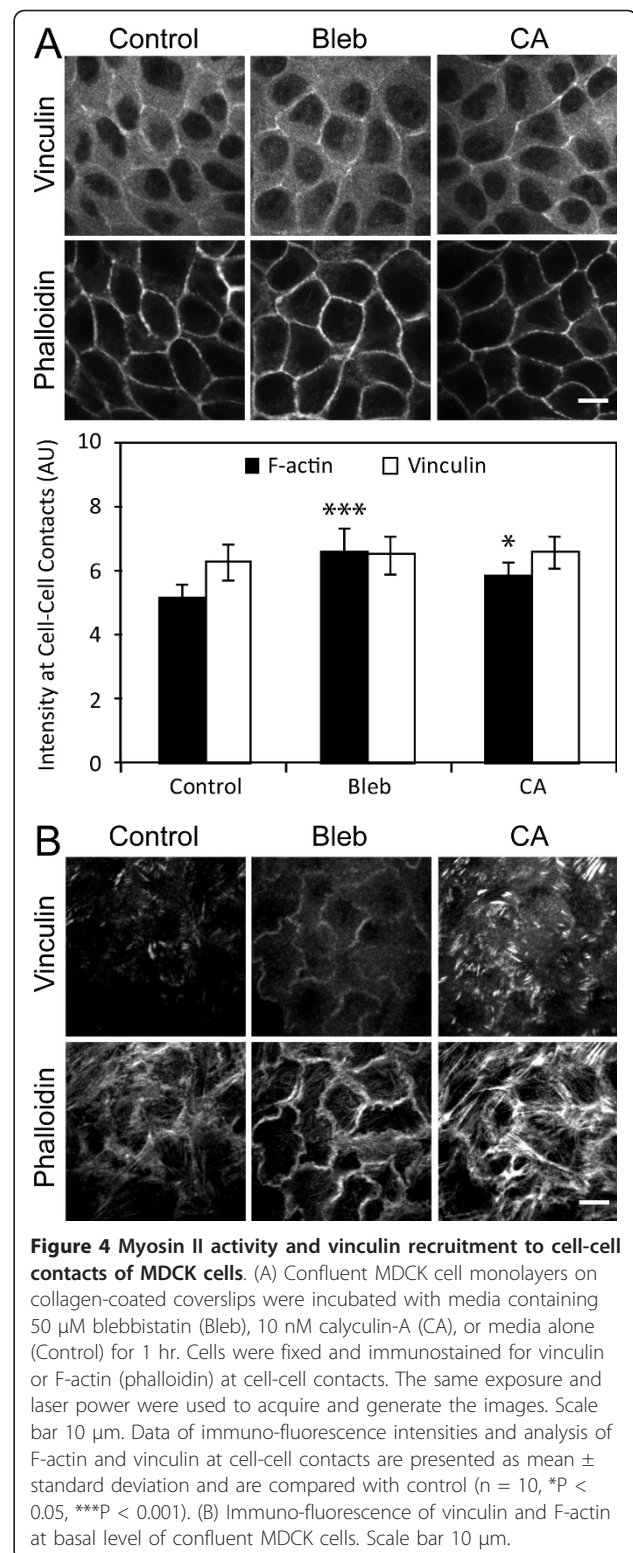 A Control Bleb CA
Vinculin
Phalloidin
Intensity at Cell-Cell Contacts (AU)
10
8
6
4
2
0
F-actin Vinculin
***
*
Control Bleb CA
B Control Bleb CA
Vinculin
Phalloidin
Figure 4 Myosin II activity and vinculin recruitment to cell-cell
contacts of MDCK cells. (A) Confluent MDCK cell monolayers on
collagen-coated coverslips were incubated with media containing
50 μM blebbistatin (Bleb), 10 nM calyculin-A (CA), or media alone
(Control) for 1 hr. Cells were fixed and immunostained for vinculin
or F-actin (phalloidin) at cell-cell contacts. The same exposure and
laser power were used to acquire and generate the images. Scale
bar 10 μm. Data of immuno-fluorescence intensities and analysis of
F-actin and vinculin at cell-cell contacts are presented as mean ±
standard deviation and are compared with control (n = 10, *P <
0.05, ***P < 0.001). (B) Immuno-fluorescence of vinculin and F-actin
at basal level of confluent MDCK cells. Scale bar 10 μm.